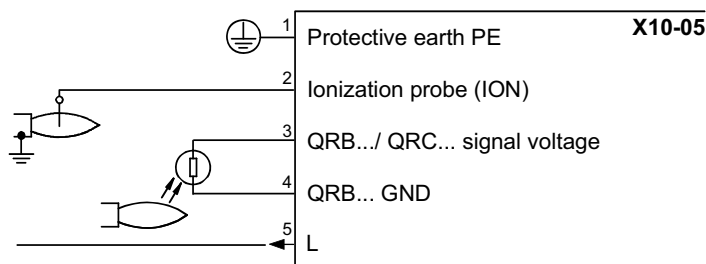 X10-05
1 Protective earth PE
2 Ionization probe (ION)
3 QRB.../ QRC... signal voltage
4 QRB... GND
5 L